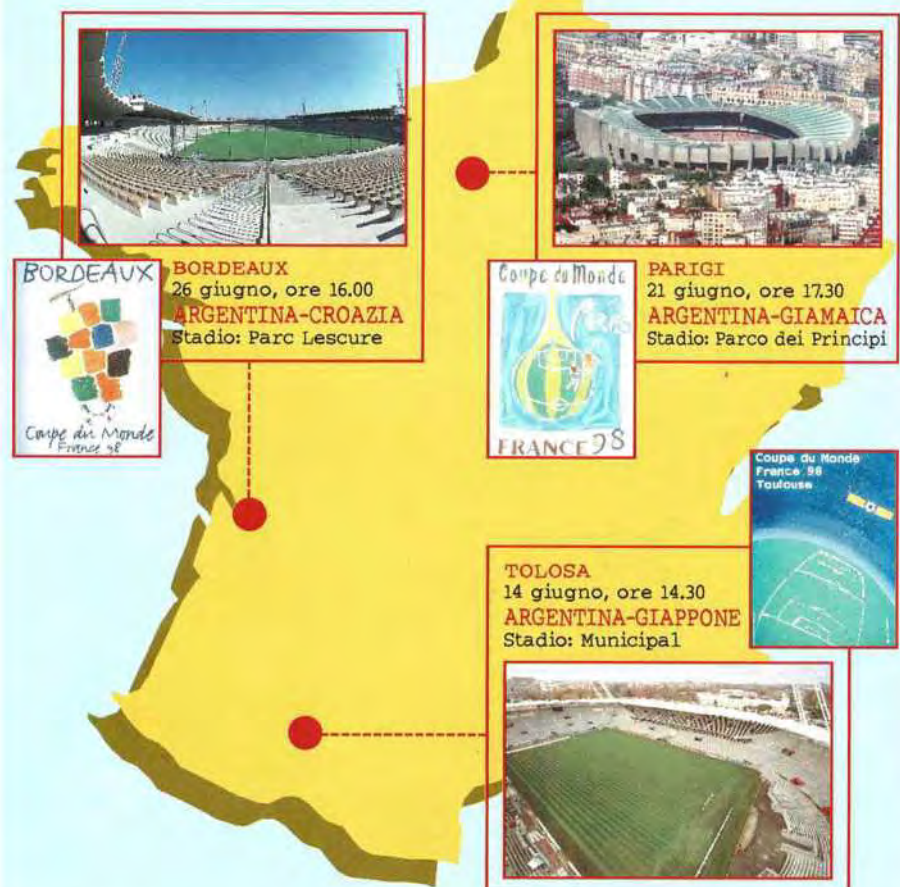 BORDEAUX
26 giugno, ore 16.00
ARGENTINA-CROAZIA
Stadio: Parc Lescure
BORDEAUX
Coupe du Monde
France 98
PARIGI
21 giugno, ore 17.30
ARGENTINA-GIAMAICA
Stadio: Parco dei Principi
Coupe du Monde
FRANCE 98
TOLOSA
14 giugno, ore 14.30
ARGENTINA-GIAPPONE
Stadio: Municipal
Coupe du Monde
France 98
Toulouse